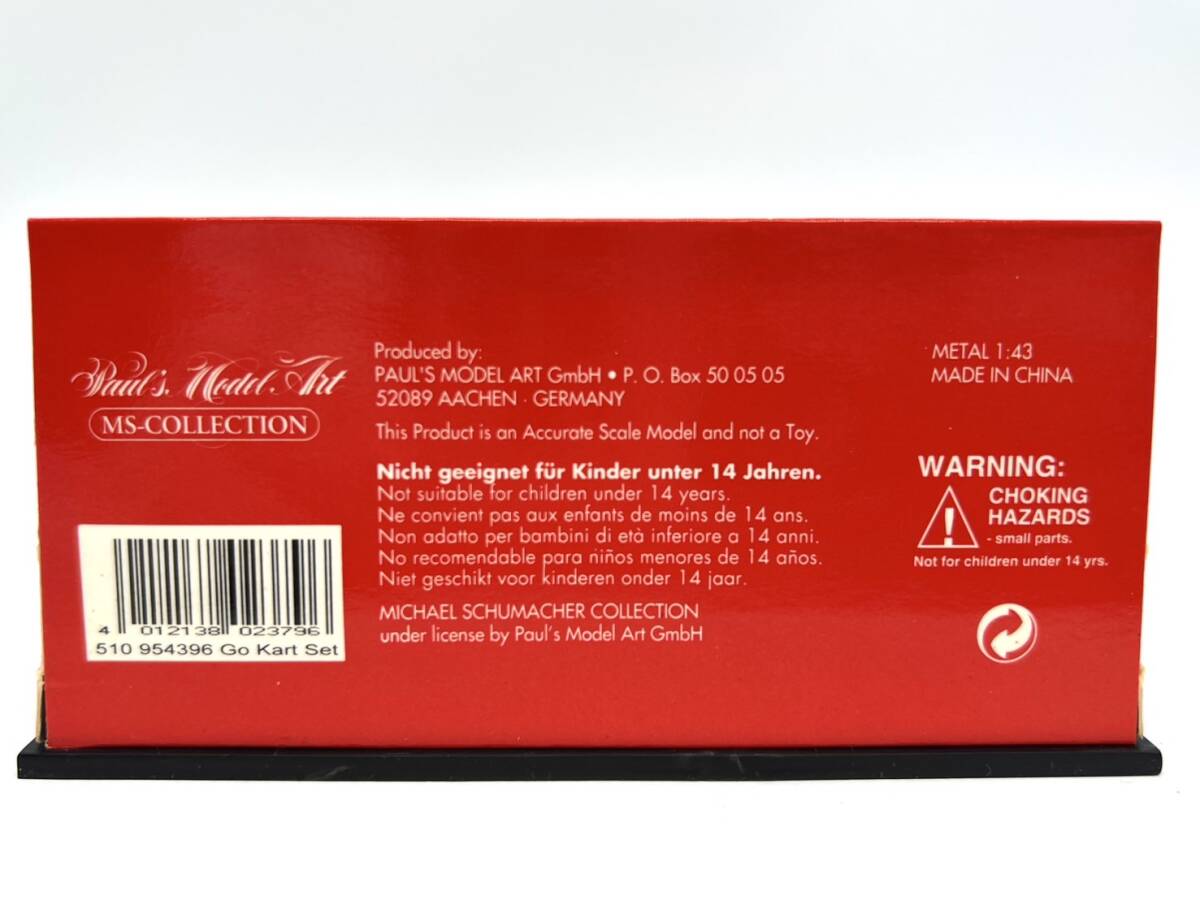 Paul's Model Art
MS-COLLECTION
Produced by:
PAUL'S MODEL ART GmbH • P. O. Box 50 05 05
52089 AACHEN · GERMANY
This Product is an Accurate Scale Model and not a Toy.
Nicht geeignet für Kinder unter 14 Jahren.
Not suitable for children under 14 years.
Ne convient pas aux enfants de moins de 14 ans.
Non adatto per bambini di età inferiore a 14 anni.
No recomendable para niños menores de 14 años.
Niet geschikt voor kinderen onder 14 jaar.
MICHAEL SCHUMACHER COLLECTION
under license by Paul's Model Art GmbH
METAL 1:43
MADE IN CHINA
WARNING:
CHOKING
HAZARDS
- small parts.
Not for children under 14 yrs.
4 012138 023796
510 954396 Go Kart Set